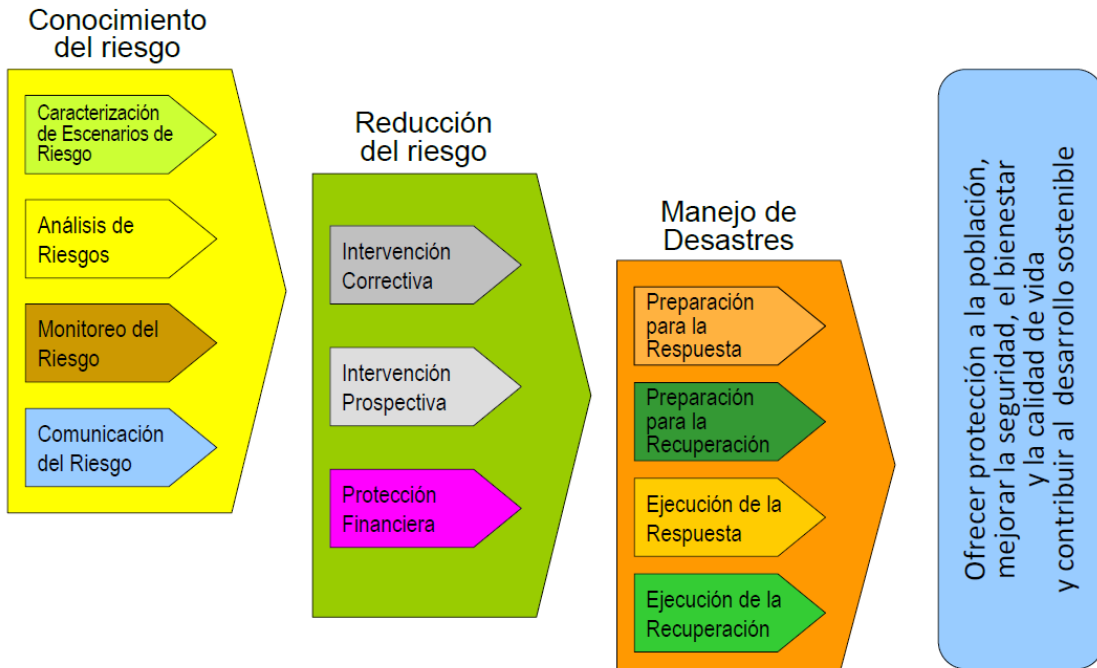 Conocimiento
del riesgo
Caracterización
de Escenarios de
Riesgo
Análisis de
Riesgos
Monitoreo del
Riesgo
Comunicación
del Riesgo
Reducción
del riesgo
Intervención
Correctiva
Intervención
Prospectiva
Protección
Financiera
Manejo de
Desastres
Preparación
para la
Respuesta
Preparación
para la
Recuperación
Ejecución de la
Respuesta
Ejecución de la
Recuperación
Ofrecer protección a la población,
mejorar la seguridad, el bienestar
y la calidad de vida
y contribuir al desarrollo sostenible